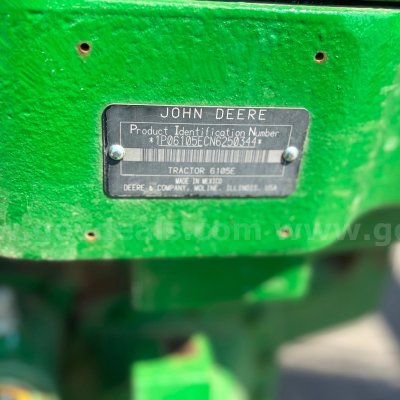 JOHN DEERE
Product Identification Number
*1P06105ECN6250344*
TRACTOR 6105E
MADE IN MEXICO
DEERE & COMPANY, MOLINE, ILLINOIS, USA